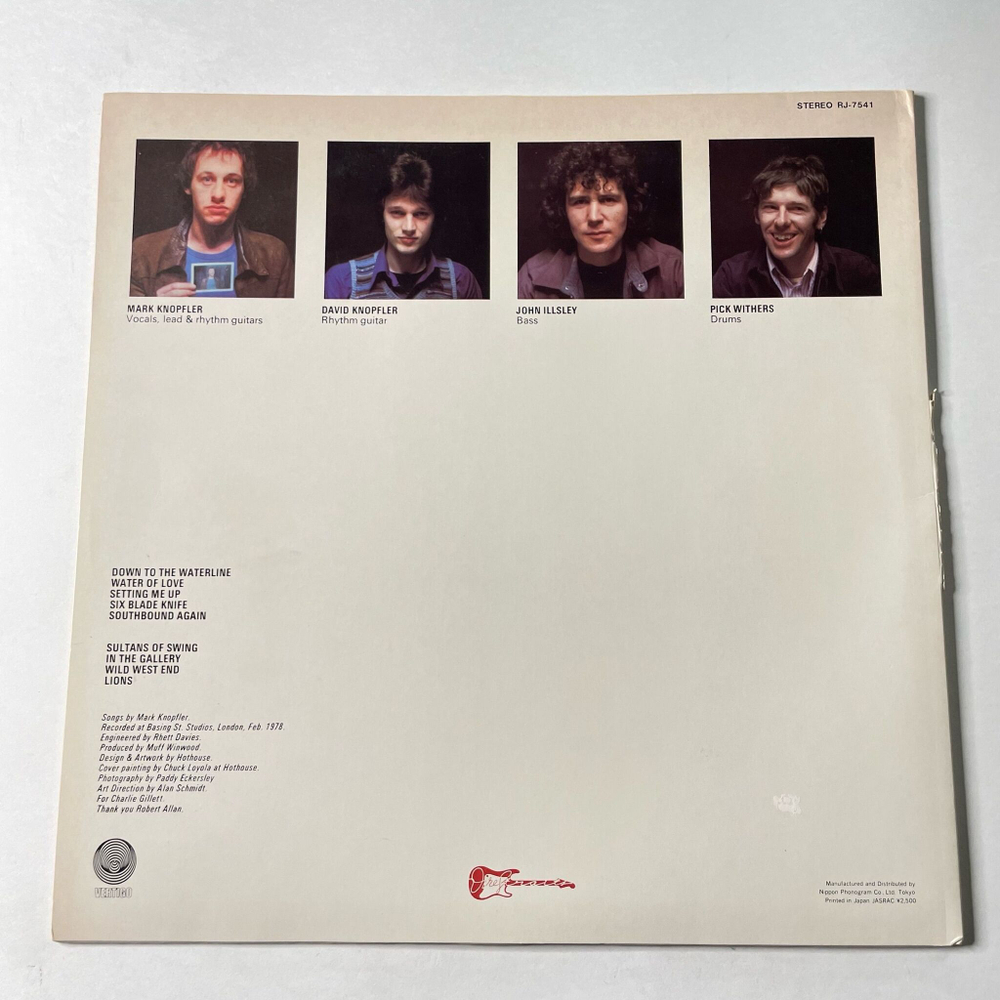 STEREO RJ-7541
MARK KNOPFLER
Vocals, lead & rhythm guitars
DAVID KNOPFLER
Rhythm guitar
JOHN ILLSLEY
Bass
PICK WITHERS
Drums
DOWN TO THE WATERLINE
WATER OF LOVE
SETTING ME UP
SIX BLADE KNIFE
SOUTHBOUND AGAIN
SULTANS OF SWING
IN THE GALLERY
WILD WEST END
LIONS
Songs by Mark Knopfler.
Recorded at Basing St. Studios, London, Feb. 1978.
Engineered by Rhett Davies.
Produced by Muff Winwood.
Design & Artwork by Hothouse.
Cover painting by Chuck Loyola at Hothouse.
Photography by Paddy Eckersley
Art Direction by Alan Schmidt.
For Charlie Gillett.
Thank you Robert Allan.
VERTIGO
Manufactured and Distributed by
Nippon Phonogram Co., Ltd. Tokyo
Printed in Japan JASRAC ¥2,500